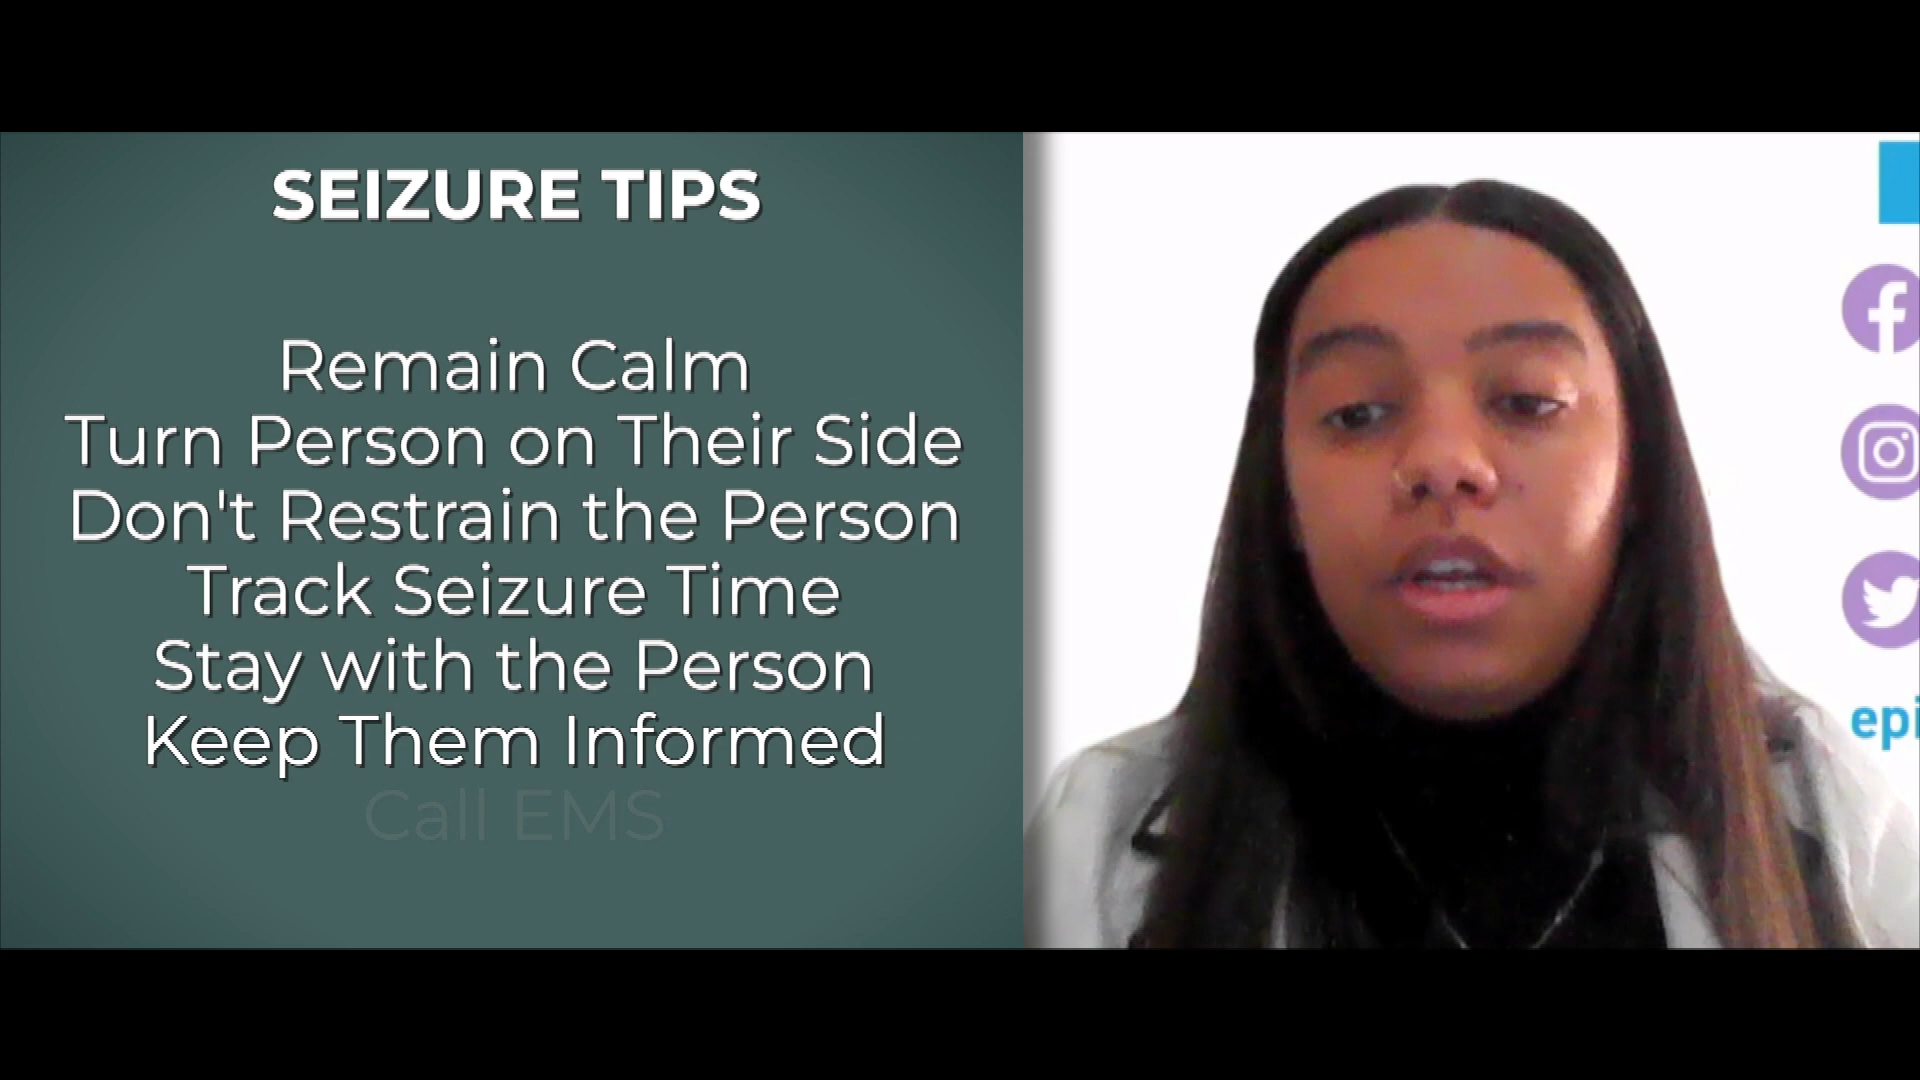 SEIZURE TIPS
Remain Calm
Turn Person on Their Side
Don't Restrain the Person
Track Seizure Time
Stay with the Person
Keep Them Informed
Call EMS
epi